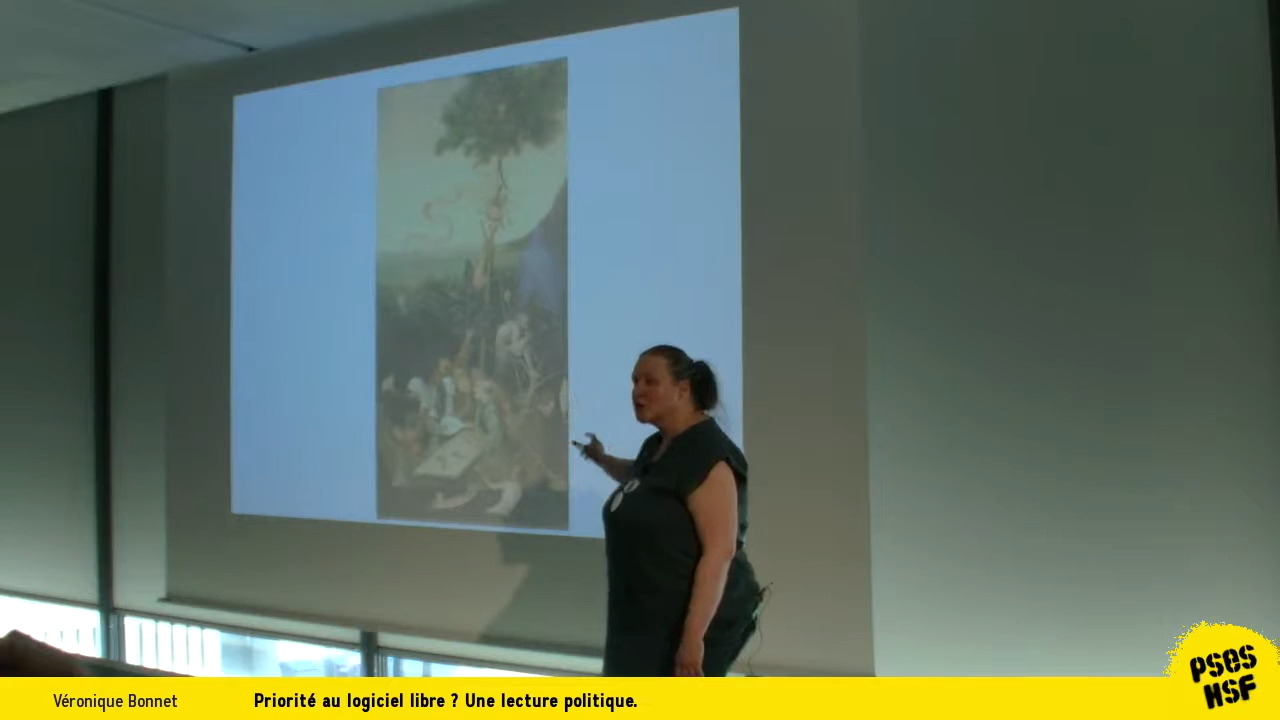 Véronique Bonnet
Priorité au logiciel libre ? Une lecture politique.
PSES
HSF